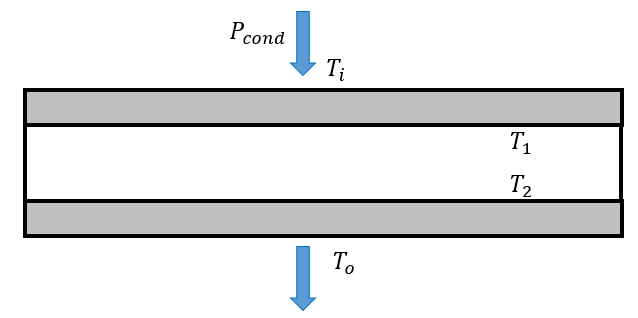 P_cond
T_i
T_1
T_2
T_o